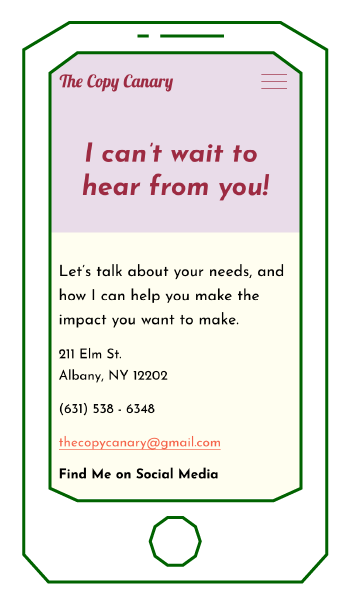 The Copy Canary
I can't wait to
hear from you!
Let's talk about your needs, and
how I can help you make the
impact you want to make.
211 Elm St.
Albany, NY 12202
(631) 538 - 6348
thecopycanary@gmail.com
Find Me on Social Media